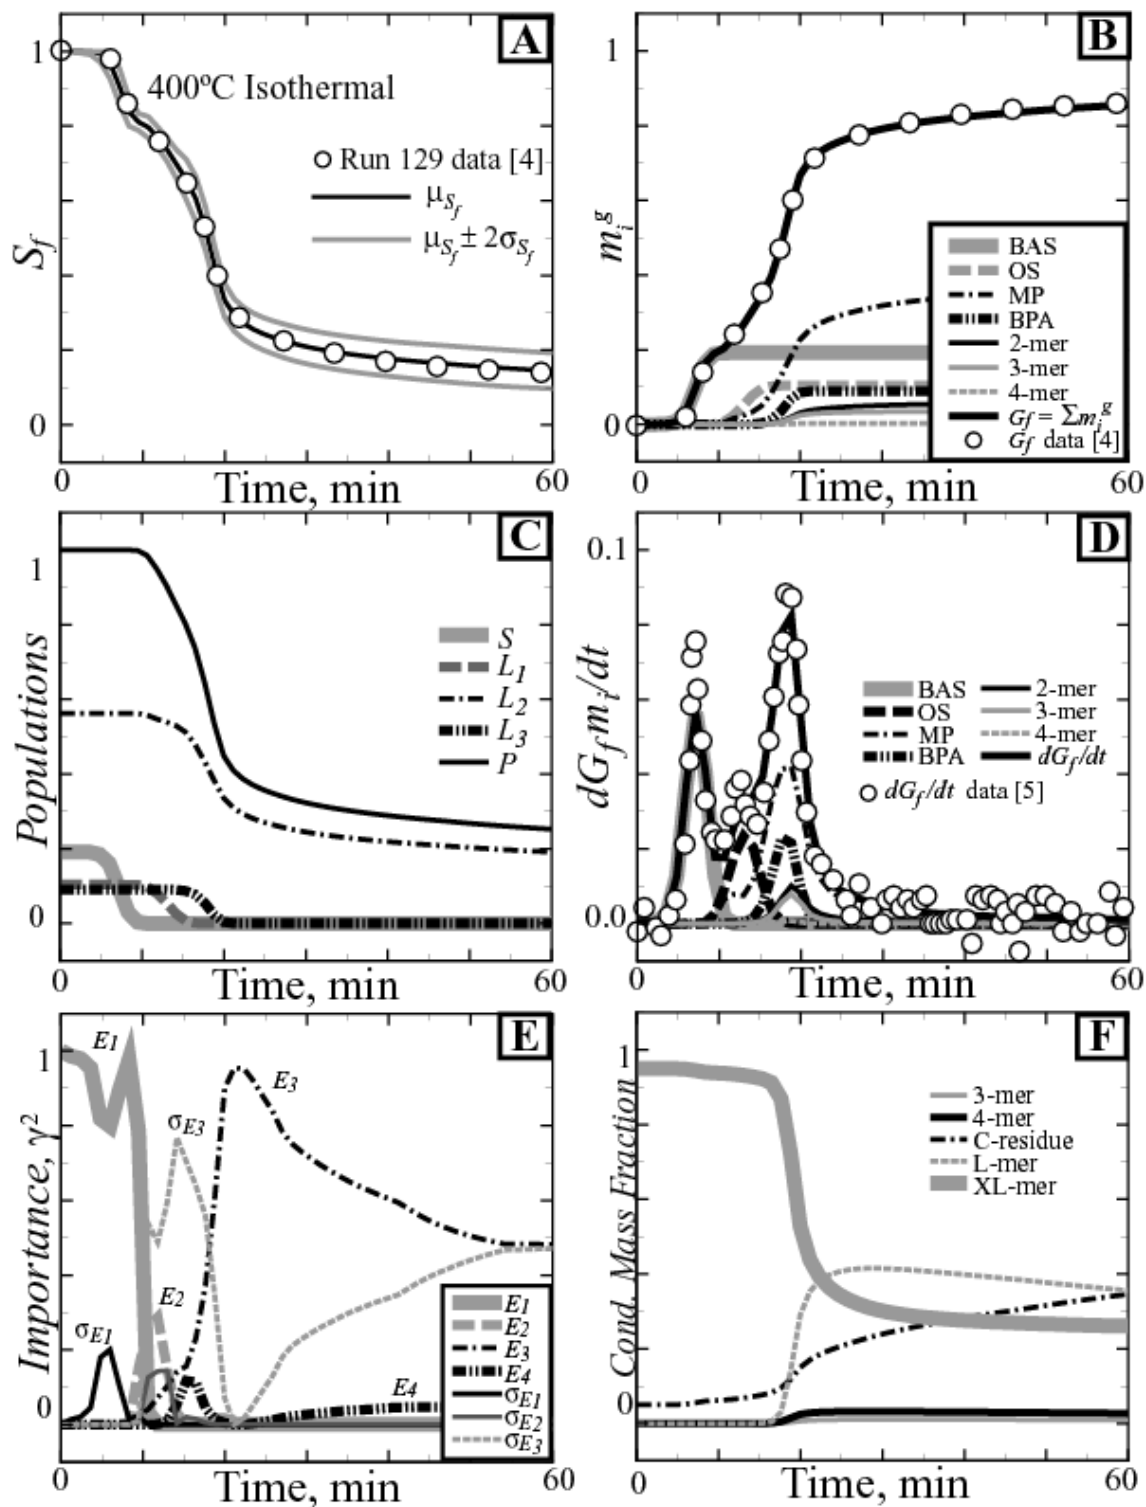 A
1
400ºC Isothermal
Run 129 data [4]
μSf
μSf ± 2σSf
Sf
0
0
Time, min
60
B
1
mig
BAS
OS
MP
BPA
2-mer
3-mer
4-mer
Gf = Σmig
Gf data [4]
0
0
Time, min
60
C
1
Populations
S
L1
L2
L3
P
0
0
Time, min
60
D
0.1
dGfmi/dt
BAS
OS
MP
BPA
2-mer
3-mer
4-mer
dGf/dt
dGf/dt data [5]
0.0
0
Time, min
60
E
E1
1
E3
σE3
Importance, γ2
E2
σE1
0
E4
E1
E2
E3
E4
σE1
σE2
σE3
0
Time, min
60
F
1
Cond. Mass Fraction
3-mer
4-mer
C-residue
L-mer
XL-mer
0
0
Time, min
60